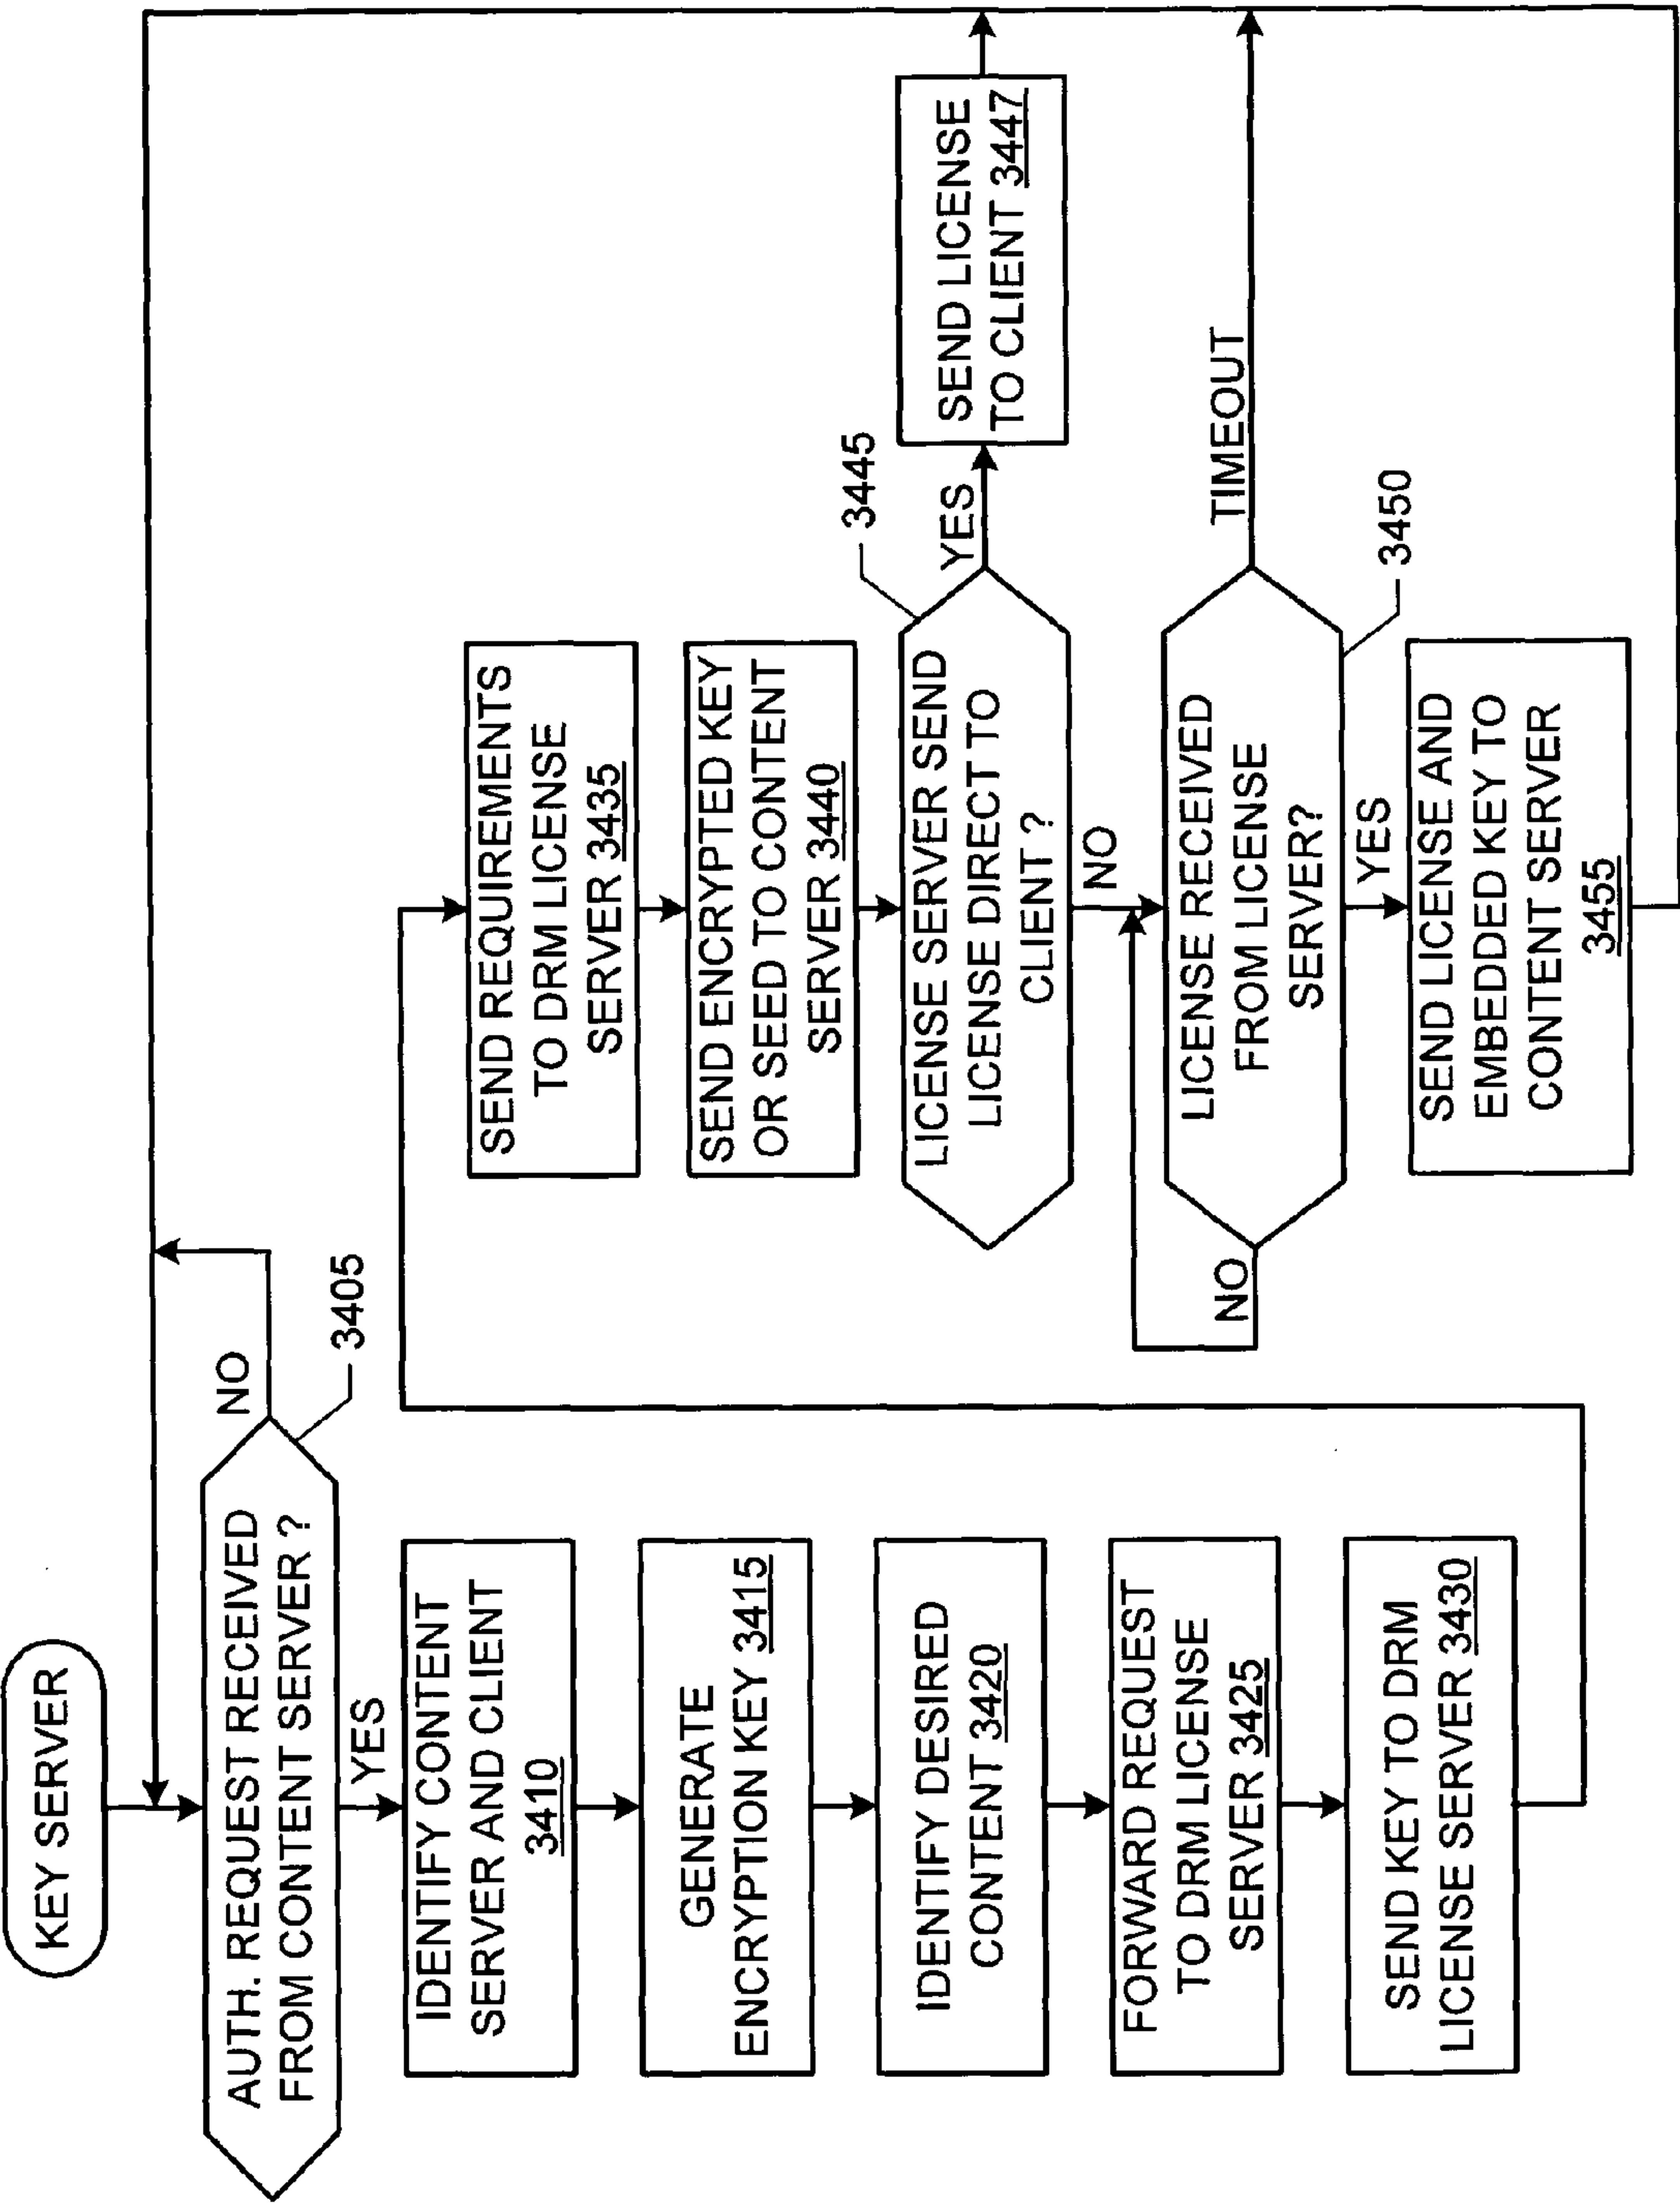 KEY SERVER
AUTH. REQUEST RECEIVED
FROM CONTENT SERVER ?
NO
3405
YES
IDENTIFY CONTENT
SERVER AND CLIENT
3410
GENERATE
ENCRYPTION KEY 3415
IDENTIFY DESIRED
CONTENT 3420
FORWARD REQUEST
TO DRM LICENSE
SERVER 3425
SEND KEY TO DRM
LICENSE SERVER 3430
SEND REQUIREMENTS
TO DRM LICENSE
SERVER 3435
SEND ENCRYPTED KEY
OR SEED TO CONTENT
SERVER 3440
LICENSE SERVER SEND
LICENSE DIRECT TO
CLIENT ?
3445
YES
SEND LICENSE
TO CLIENT 3447
NO
LICENSE RECEIVED
FROM LICENSE
SERVER?
NO
TIMEOUT
3450
YES
SEND LICENSE AND
EMBEDDED KEY TO
CONTENT SERVER
3455